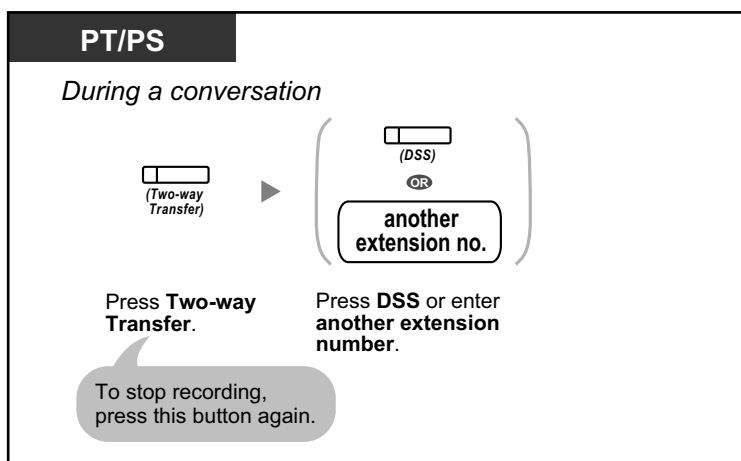 PT/PS
During a conversation
(Two-way
Transfer)
(DSS)
OR
another
extension no.
Press Two-way
Transfer.
Press DSS or enter
another extension
number.
To stop recording,
press this button again.